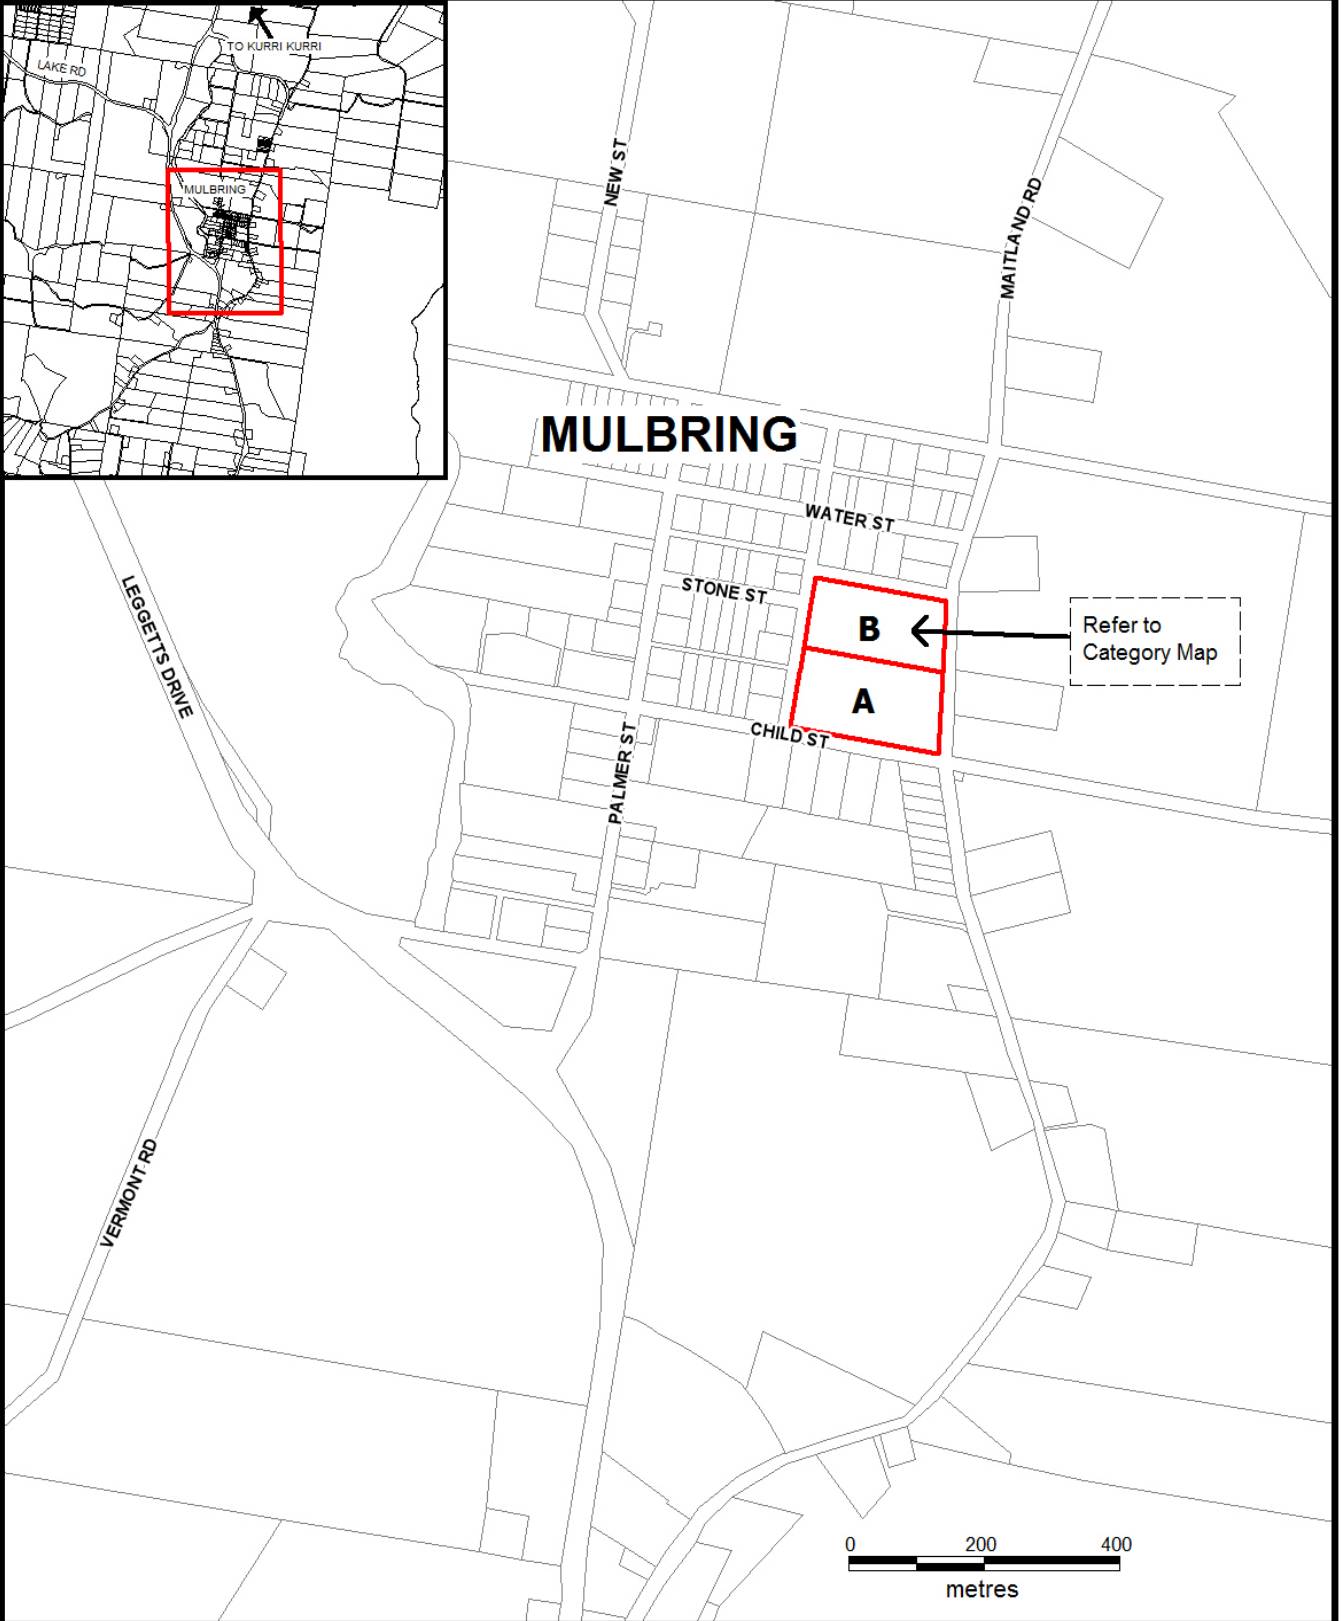 TO KURRI KURRI
LAKE RD
MULBRING
NEW ST
MAITLAND RD
MULBRING
WATER ST
STONE ST
LEGGETTS DRIVE
B
Refer to
Category Map
A
CHILD ST
PALMER ST
VERMONT RD
0 200 400
metres